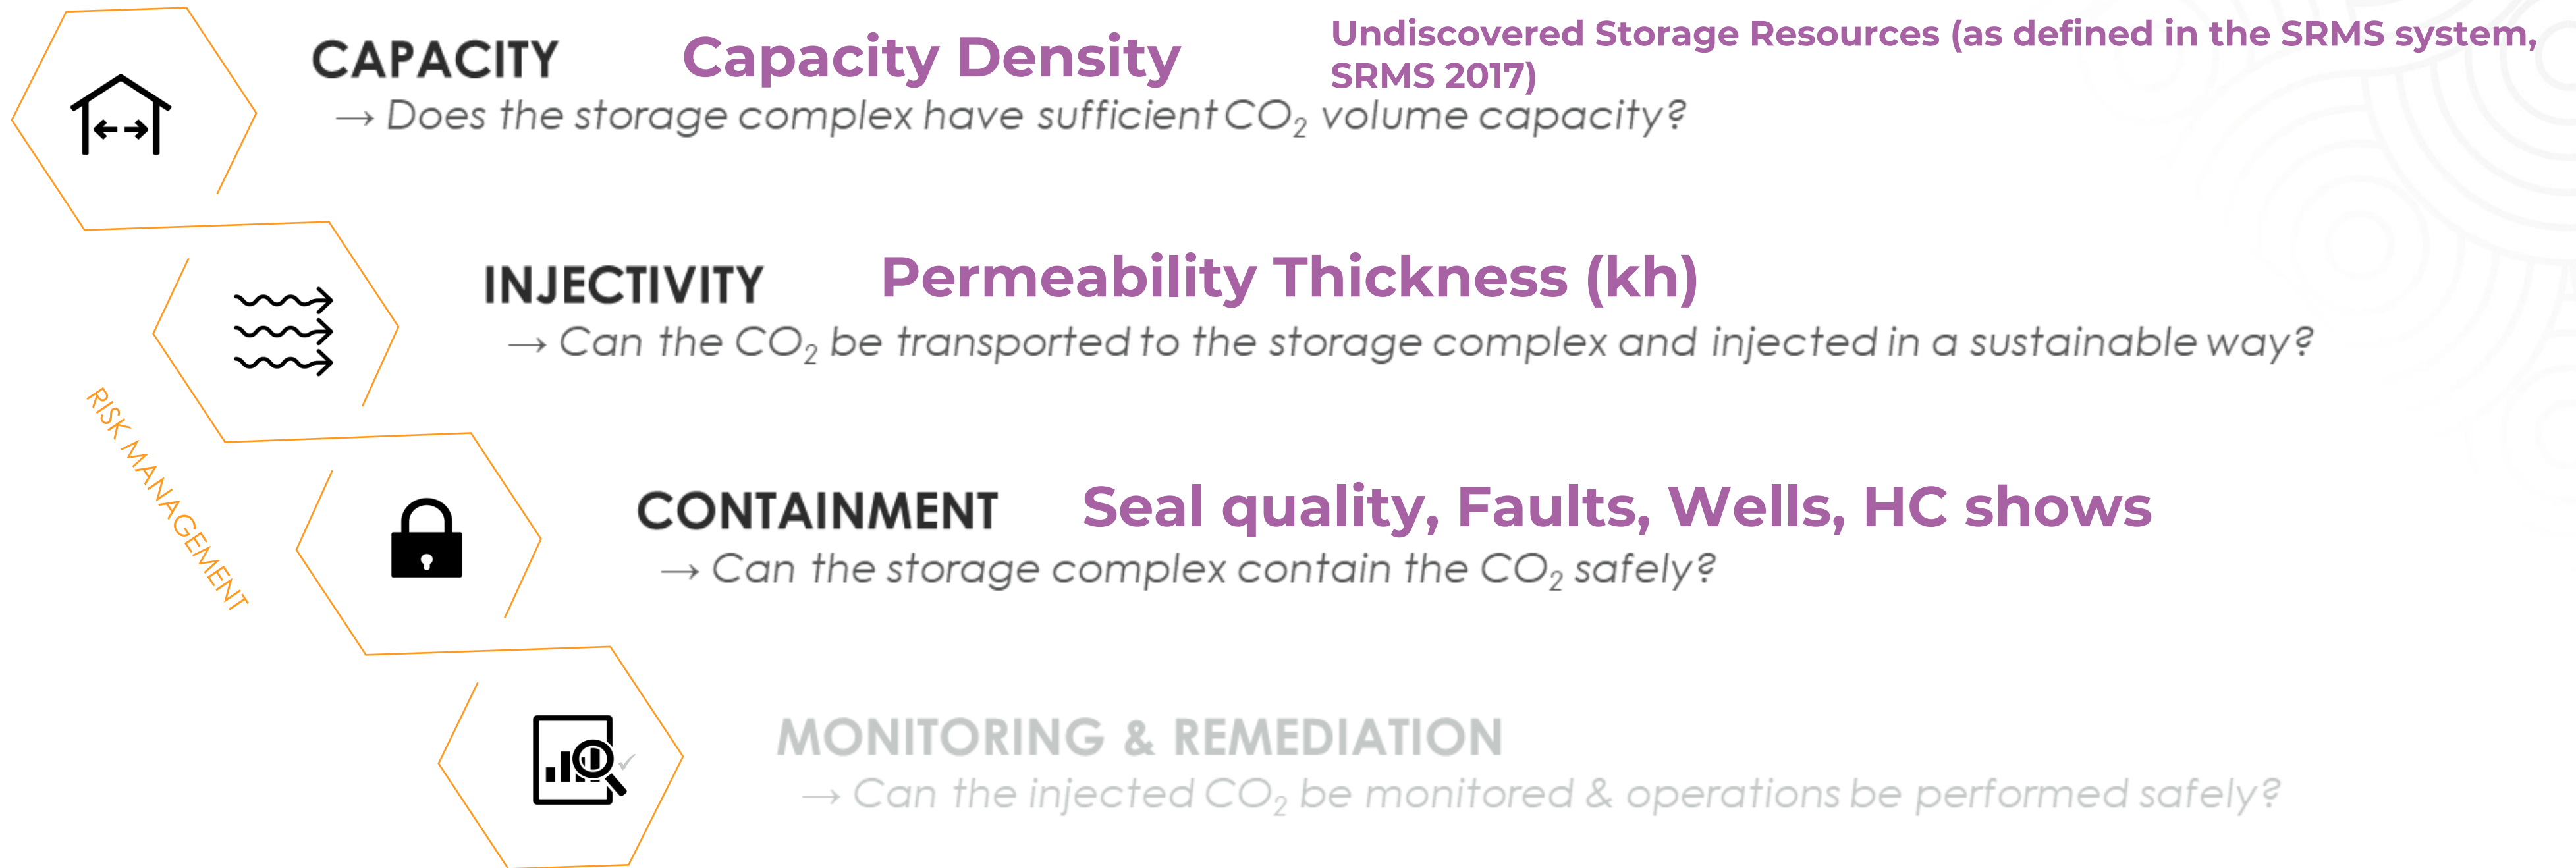 CAPACITY
Capacity Density
Undiscovered Storage Resources (as defined in the SRMS system,
SRMS 2017)
→ Does the storage complex have sufficient CO₂ volume capacity?
INJECTIVITY
Permeability Thickness (kh)
→ Can the CO₂ be transported to the storage complex and injected in a sustainable way?
RISK MANAGEMENT
CONTAINMENT
Seal quality, Faults, Wells, HC shows
→ Can the storage complex contain the CO₂ safely?
MONITORING & REMEDIATION
→ Can the injected CO₂ be monitored & operations be performed safely?